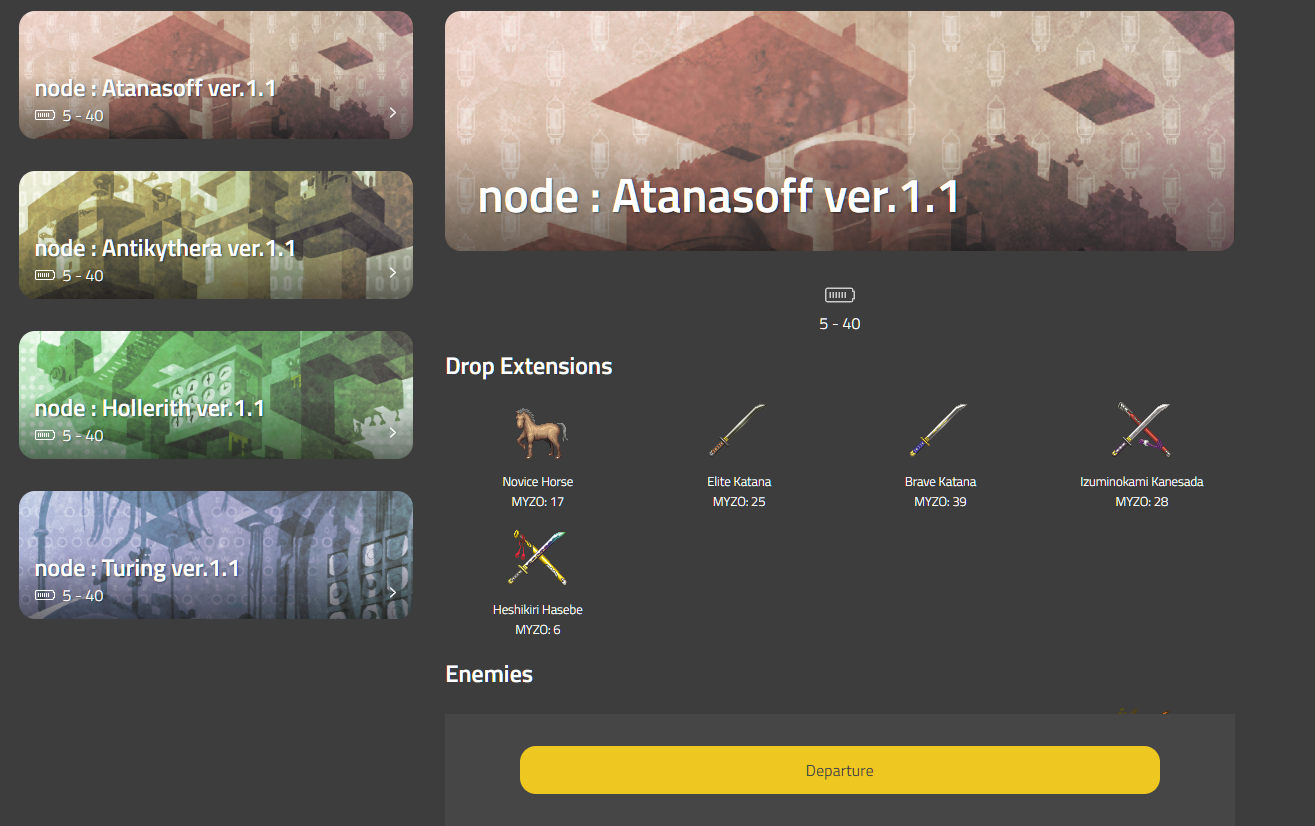 node : Atanasoff ver.1.1
5 - 40
node : Antikythera ver.1.1
5 - 40
node : Hollerith ver.1.1
5 - 40
node : Turing ver.1.1
5 - 40
node : Atanasoff ver.1.1
5 - 40
Drop Extensions
Novice Horse
MYZO: 17
Elite Katana
MYZO: 25
Brave Katana
MYZO: 39
Izuminokami Kanesada
MYZO: 28
Heshikiri Hasebe
MYZO: 6
Enemies
Departure